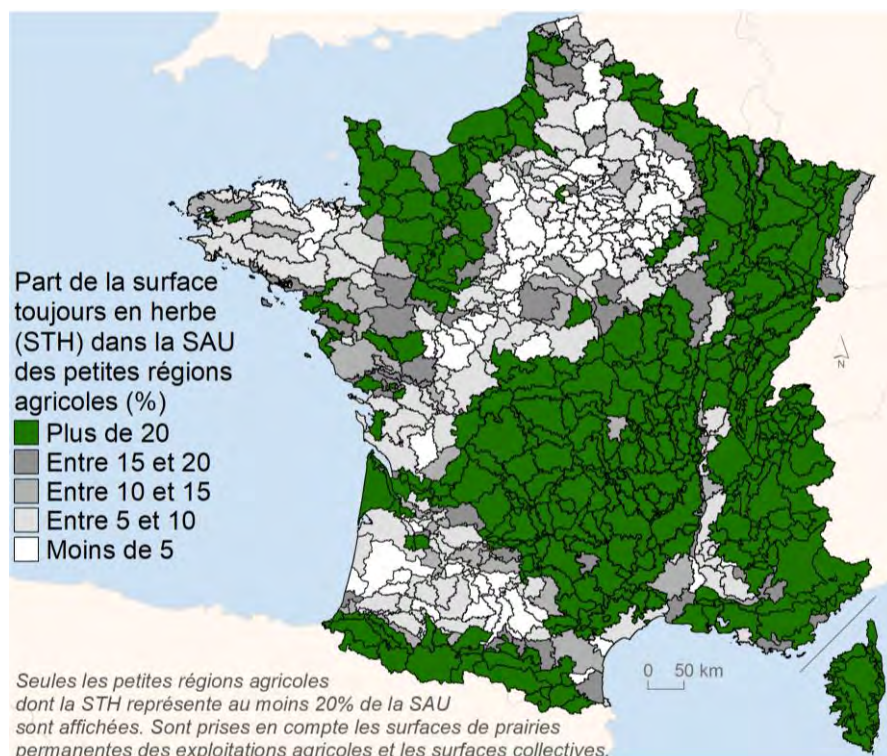 Part de la surface
toujours en herbe
(STH) dans la SAU
des petites régions
agricoles (%)
Plus de 20
Entre 15 et 20
Entre 10 et 15
Entre 5 et 10
Moins de 5
N
0 50 km
Seules les petites régions agricoles
dont la STH représente au moins 20% de la SAU
sont affichées. Sont prises en compte les surfaces de prairies
permanentes des exploitations agricoles et les surfaces collectives.